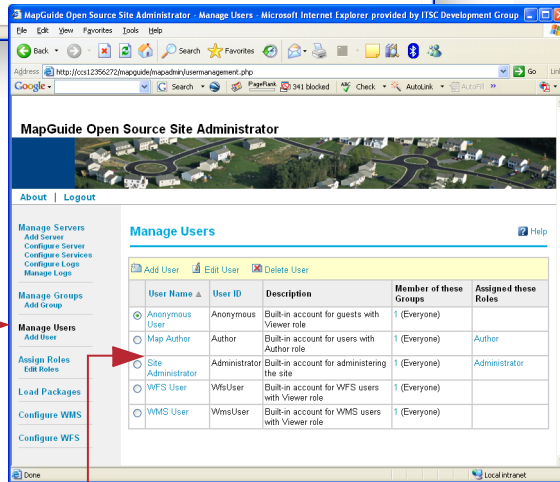 MapGuide Open Source Site Administrator - Manage Users - Microsoft Internet Explorer provided by ITSC Development Group
File Edit View Favorites Tools Help
Back Search Favorites
Address http://ccs12356272/mapguide/mapadmin/usermanagement.php Go Lin
Google Search PageRank 341 blocked Check AutoLink AutoFill
MapGuide Open Source Site Administrator
About | Logout
Manage Servers
Add Server
Configure Server
Configure Services
Configure Logs
Manage Logs
Manage Groups
Add Group
Manage Users
Add User
Assign Roles
Edit Roles
Load Packages
Configure WMS
Configure WFS
Manage Users Help
Add User Edit User Delete User
User Name User ID Description Member of these Groups Assigned these Roles
Anonymous User Anonymous Built-in account for guests with Viewer role 1 (Everyone)
Map Author Author Built-in account for users with Author role 1 (Everyone) Author
Site Administrator Administrator Built-in account for administering the site 1 (Everyone) Administrator
WFS User WfsUser Built-in account for WFS users with Viewer role 1 (Everyone)
WMS User WmsUser Built-in account for WMS users with Viewer role 1 (Everyone)
Done Local intranet